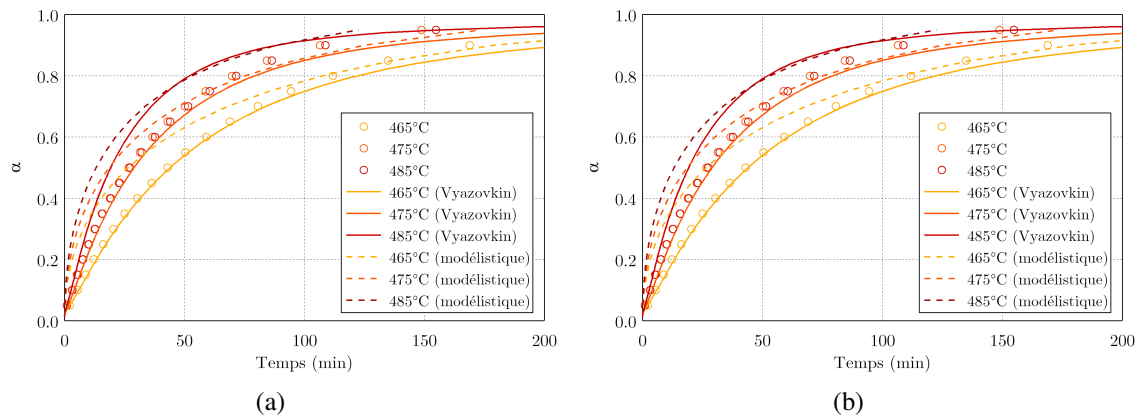 1.0
0.8
0.6
0.4
0.2
0.0
α
0
50
100
150
200
Temps (min)
465°C
475°C
485°C
465°C (Vyazovkin)
475°C (Vyazovkin)
485°C (Vyazovkin)
465°C (modélistique)
475°C (modélistique)
485°C (modélistique)
(a)
1.0
0.8
0.6
0.4
0.2
0.0
α
0
50
100
150
200
Temps (min)
465°C
475°C
485°C
465°C (Vyazovkin)
475°C (Vyazovkin)
485°C (Vyazovkin)
465°C (modélistique)
475°C (modélistique)
485°C (modélistique)
(b)